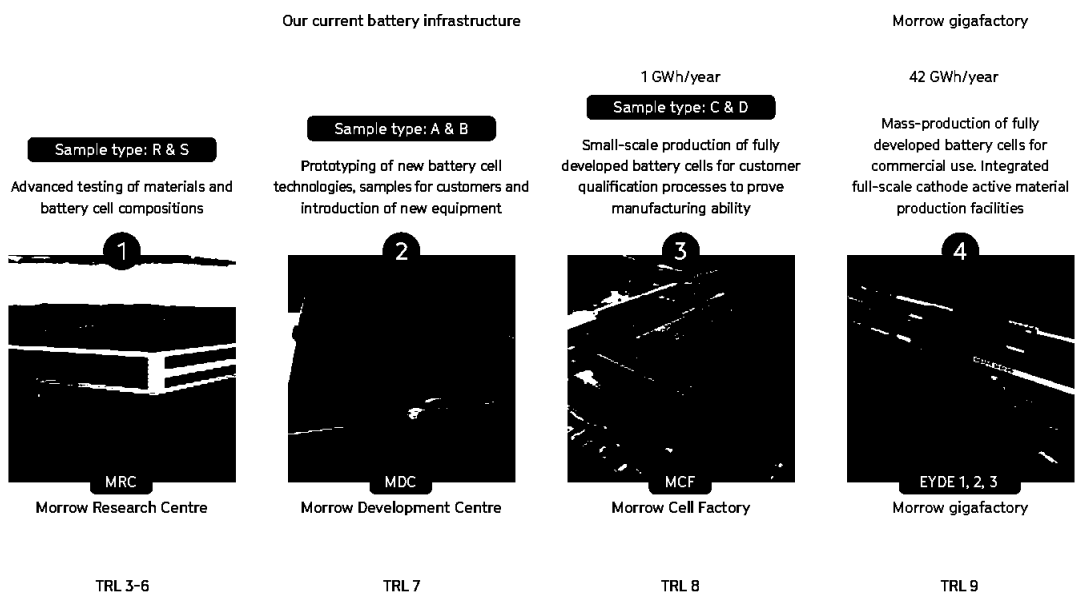 Our current battery infrastructure
Morrow gigafactory
Sample type: R & S
Advanced testing of materials and
battery cell compositions
1
MRC
Morrow Research Centre
TRL 3-6
Sample type: A & B
Prototyping of new battery cell
technologies, samples for customers and
introduction of new equipment
2
MDC
Morrow Development Centre
TRL 7
1 GWh/year
Sample type: C & D
Small-scale production of fully
developed battery cells for customer
qualification processes to prove
manufacturing ability
3
MCF
Morrow Cell Factory
TRL 8
42 GWh/year
Mass-production of fully
developed battery cells for
commercial use. Integrated
full-scale cathode active material
production facilities
4
EYDE 1, 2, 3
Morrow gigafactory
TRL 9